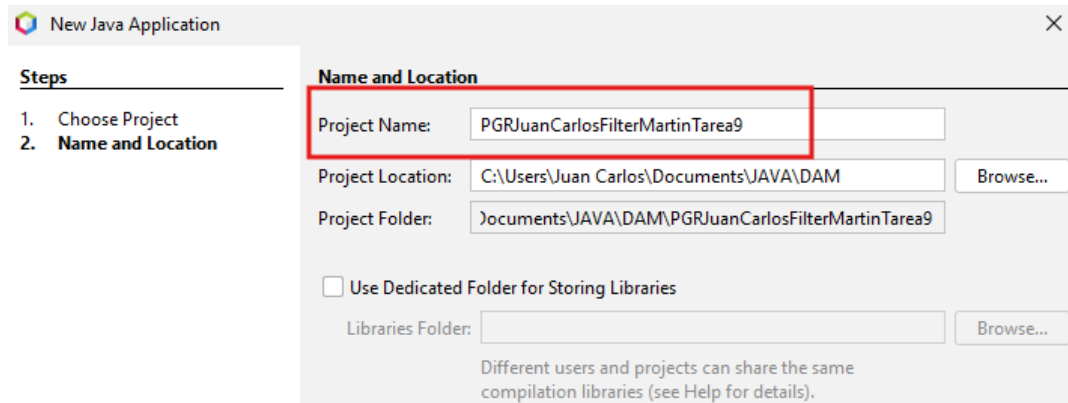 New Java Application
Steps
1. Choose Project
2. Name and Location
Name and Location
Project Name: PGRJuanCarlosFilterMartinTarea9
Project Location: C:\Users\Juan Carlos\Documents\JAVA\DAM Browse...
Project Folder: Documents\JAVA\DAM\PGRJuanCarlosFilterMartinTarea9
Use Dedicated Folder for Storing Libraries
Libraries Folder: Browse...
Different users and projects can share the same
compilation libraries (see Help for details).